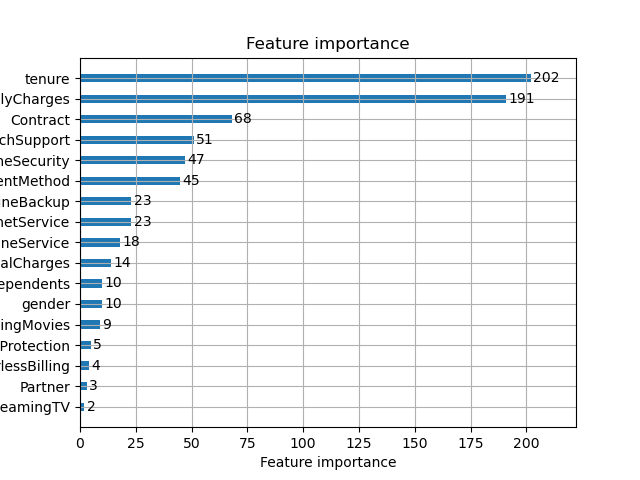 Feature importance
tenure 202
lyCharges 191
Contract 68
chSupport 51
neSecurity 47
entMethod 45
ineBackup 23
netService 23
neService 18
alCharges 14
ependents 10
gender 10
ingMovies 9
Protection 5
rlessBilling 4
Partner 3
eamingTV 2
0 25 50 75 100 125 150 175 200
Feature importance